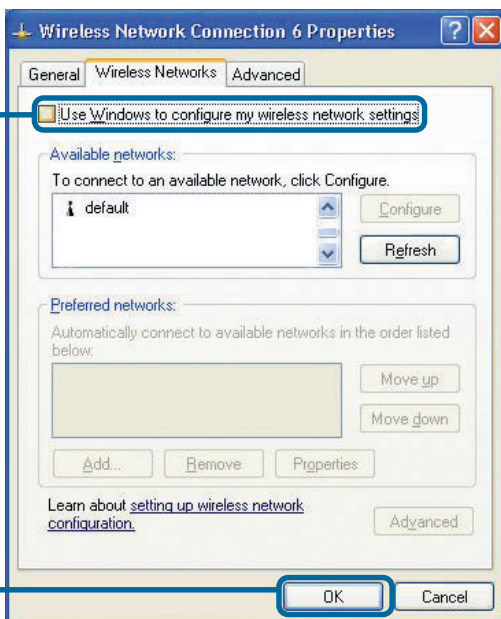 Wireless Network Connection 6 Properties
General Wireless Networks Advanced
Use Windows to configure my wireless network settings
Available networks:
To connect to an available network, click Configure.
default
Configure
Refresh
Preferred networks:
Automatically connect to available networks in the order listed
below:
Move up
Move down
Add... Remove Properties
Learn about setting up wireless network
configuration.
Advanced
OK Cancel